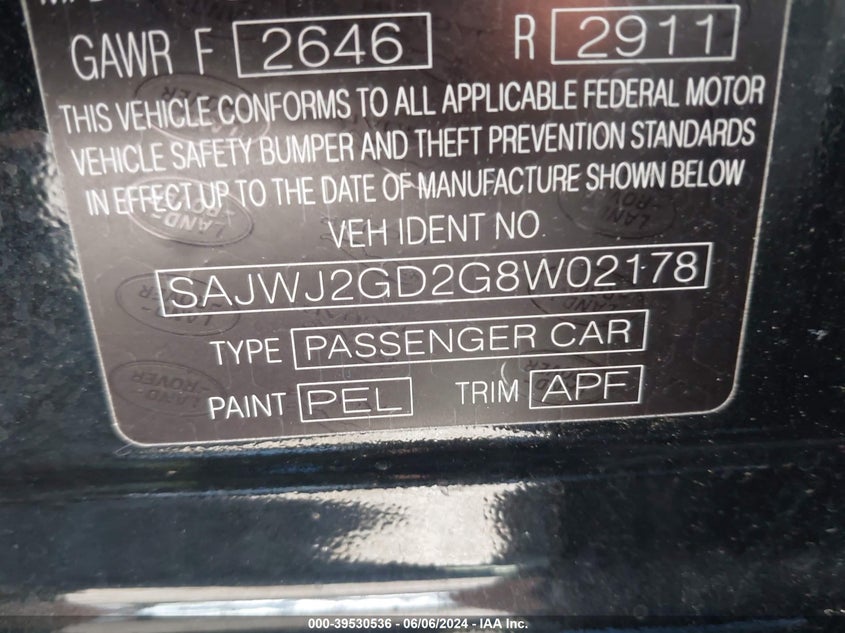 GAWR F 2646 R 2911
THIS VEHICLE CONFORMS TO ALL APPLICABLE FEDERAL MOTOR
VEHICLE SAFETY BUMPER AND THEFT PREVENTION STANDARDS
IN EFFECT UP TO THE DATE OF MANUFACTURE SHOWN BELOW
VEH IDENT NO.
SAJWJ2GD2G8W02178
TYPE PASSENGER CAR
PAINT PEL TRIM APF
LAND-
ROVER
000-39530536 - 06/06/2024 - IAA Inc.